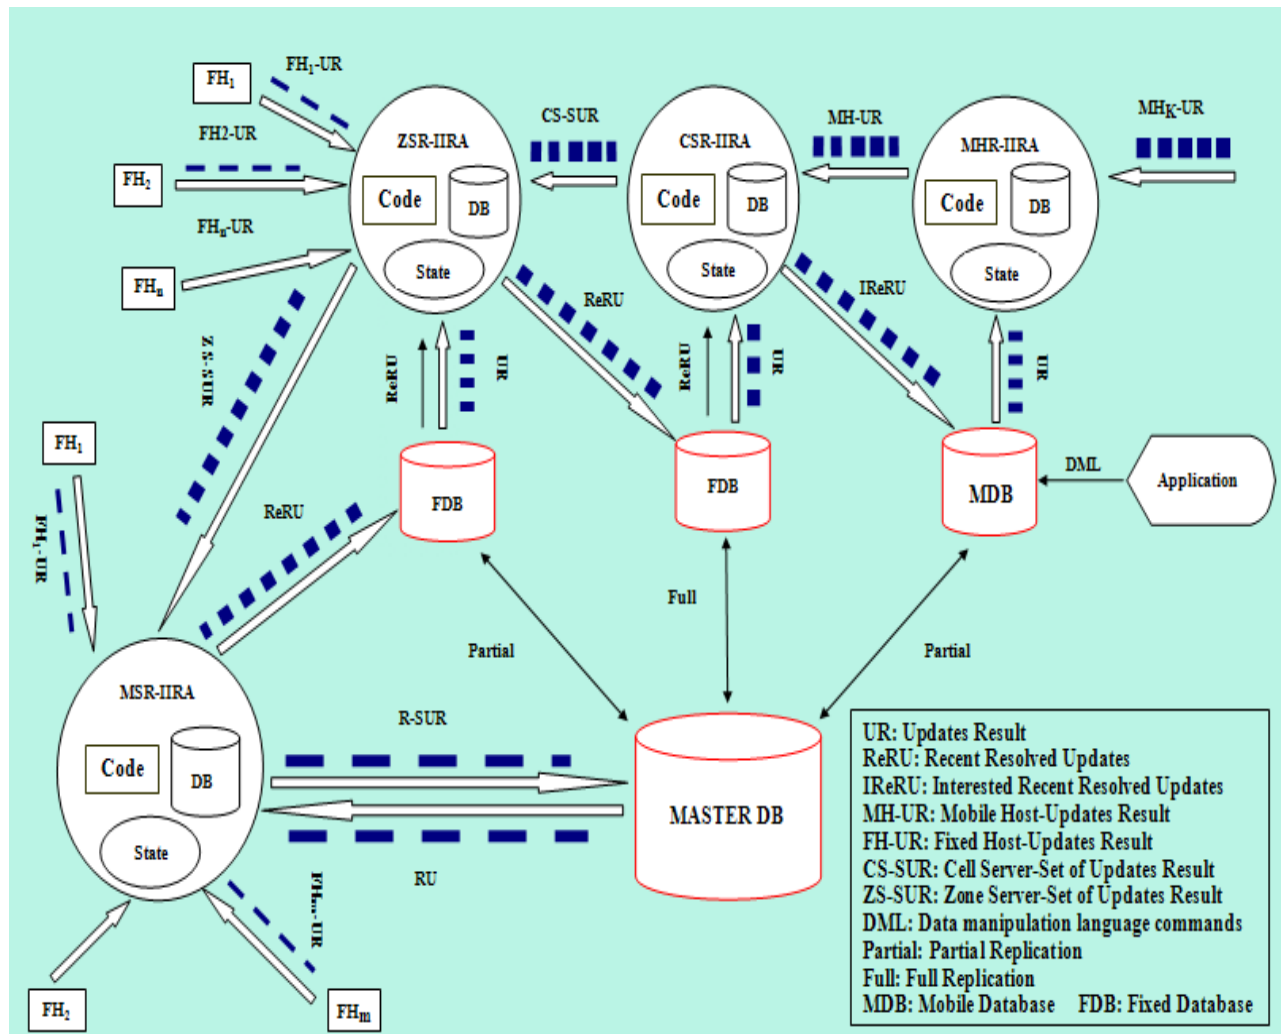 FH1
FH1-UR
FH2-UR
FH2
FHn-UR
FHn
ZSR-IIRA
Code
DB
State
CS-SUR
CSR-IIRA
Code
DB
State
MH-UR
MHR-IIRA
Code
DB
State
MHK-UR
ZS-SUR
ReRU
UR
ReRU
ReRU
UR
IReRU
UR
FH1
FH1-UR
ReRU
FDB
FDB
MDB
DML
Application
Partial
Full
Partial
MSR-IIRA
Code
DB
State
R-SUR
RU
MASTER DB
FHm-UR
FH2
FHm
UR: Updates Result
ReRU: Recent Resolved Updates
IReRU: Interested Recent Resolved Updates
MH-UR: Mobile Host-Updates Result
FH-UR: Fixed Host-Updates Result
CS-SUR: Cell Server-Set of Updates Result
ZS-SUR: Zone Server-Set of Updates Result
DML: Data manipulation language commands
Partial: Partial Replication
Full: Full Replication
MDB: Mobile Database FDB: Fixed Database